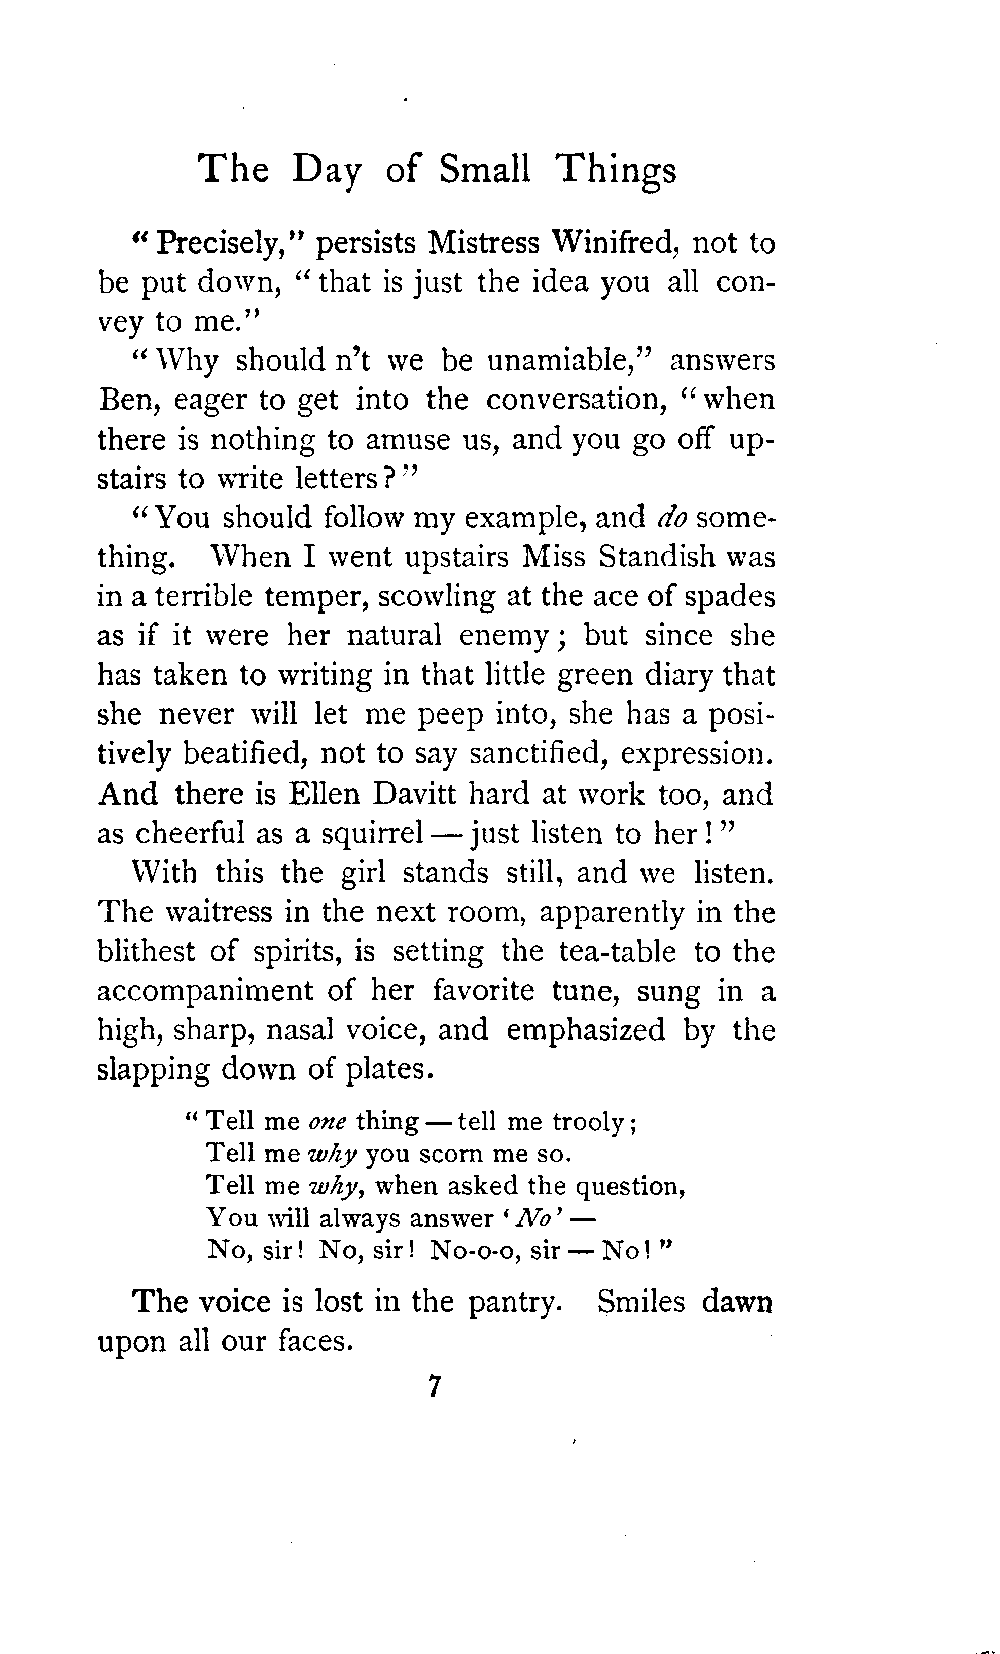 The Day of Small Things
"Precisely," persists Mistress Winifred, not to
be put down, "that is just the idea you all con-
vey to me."
"Why should n't we be unamiable," answers
Ben, eager to get into the conversation, "when
there is nothing to amuse us, and you go off up-
stairs to write letters?"
"You should follow my example, and do some-
thing. When I went upstairs Miss Standish was
in a terrible temper, scowling at the ace of spades
as if it were her natural enemy; but since she
has taken to writing in that little green diary that
she never will let me peep into, she has a posi-
tively beatified, not to say sanctified, expression.
And there is Ellen Davitt hard at work too, and
as cheerful as a squirrel — just listen to her!"
With this the girl stands still, and we listen.
The waitress in the next room, apparently in the
blithest of spirits, is setting the tea-table to the
accompaniment of her favorite tune, sung in a
high, sharp, nasal voice, and emphasized by the
slapping down of plates.
"Tell me one thing — tell me trooly;
Tell me why you scorn me so.
Tell me why, when asked the question,
You will always answer 'No' —
No, sir! No, sir! No-o-o, sir — No!"
The voice is lost in the pantry. Smiles dawn
upon all our faces.
7